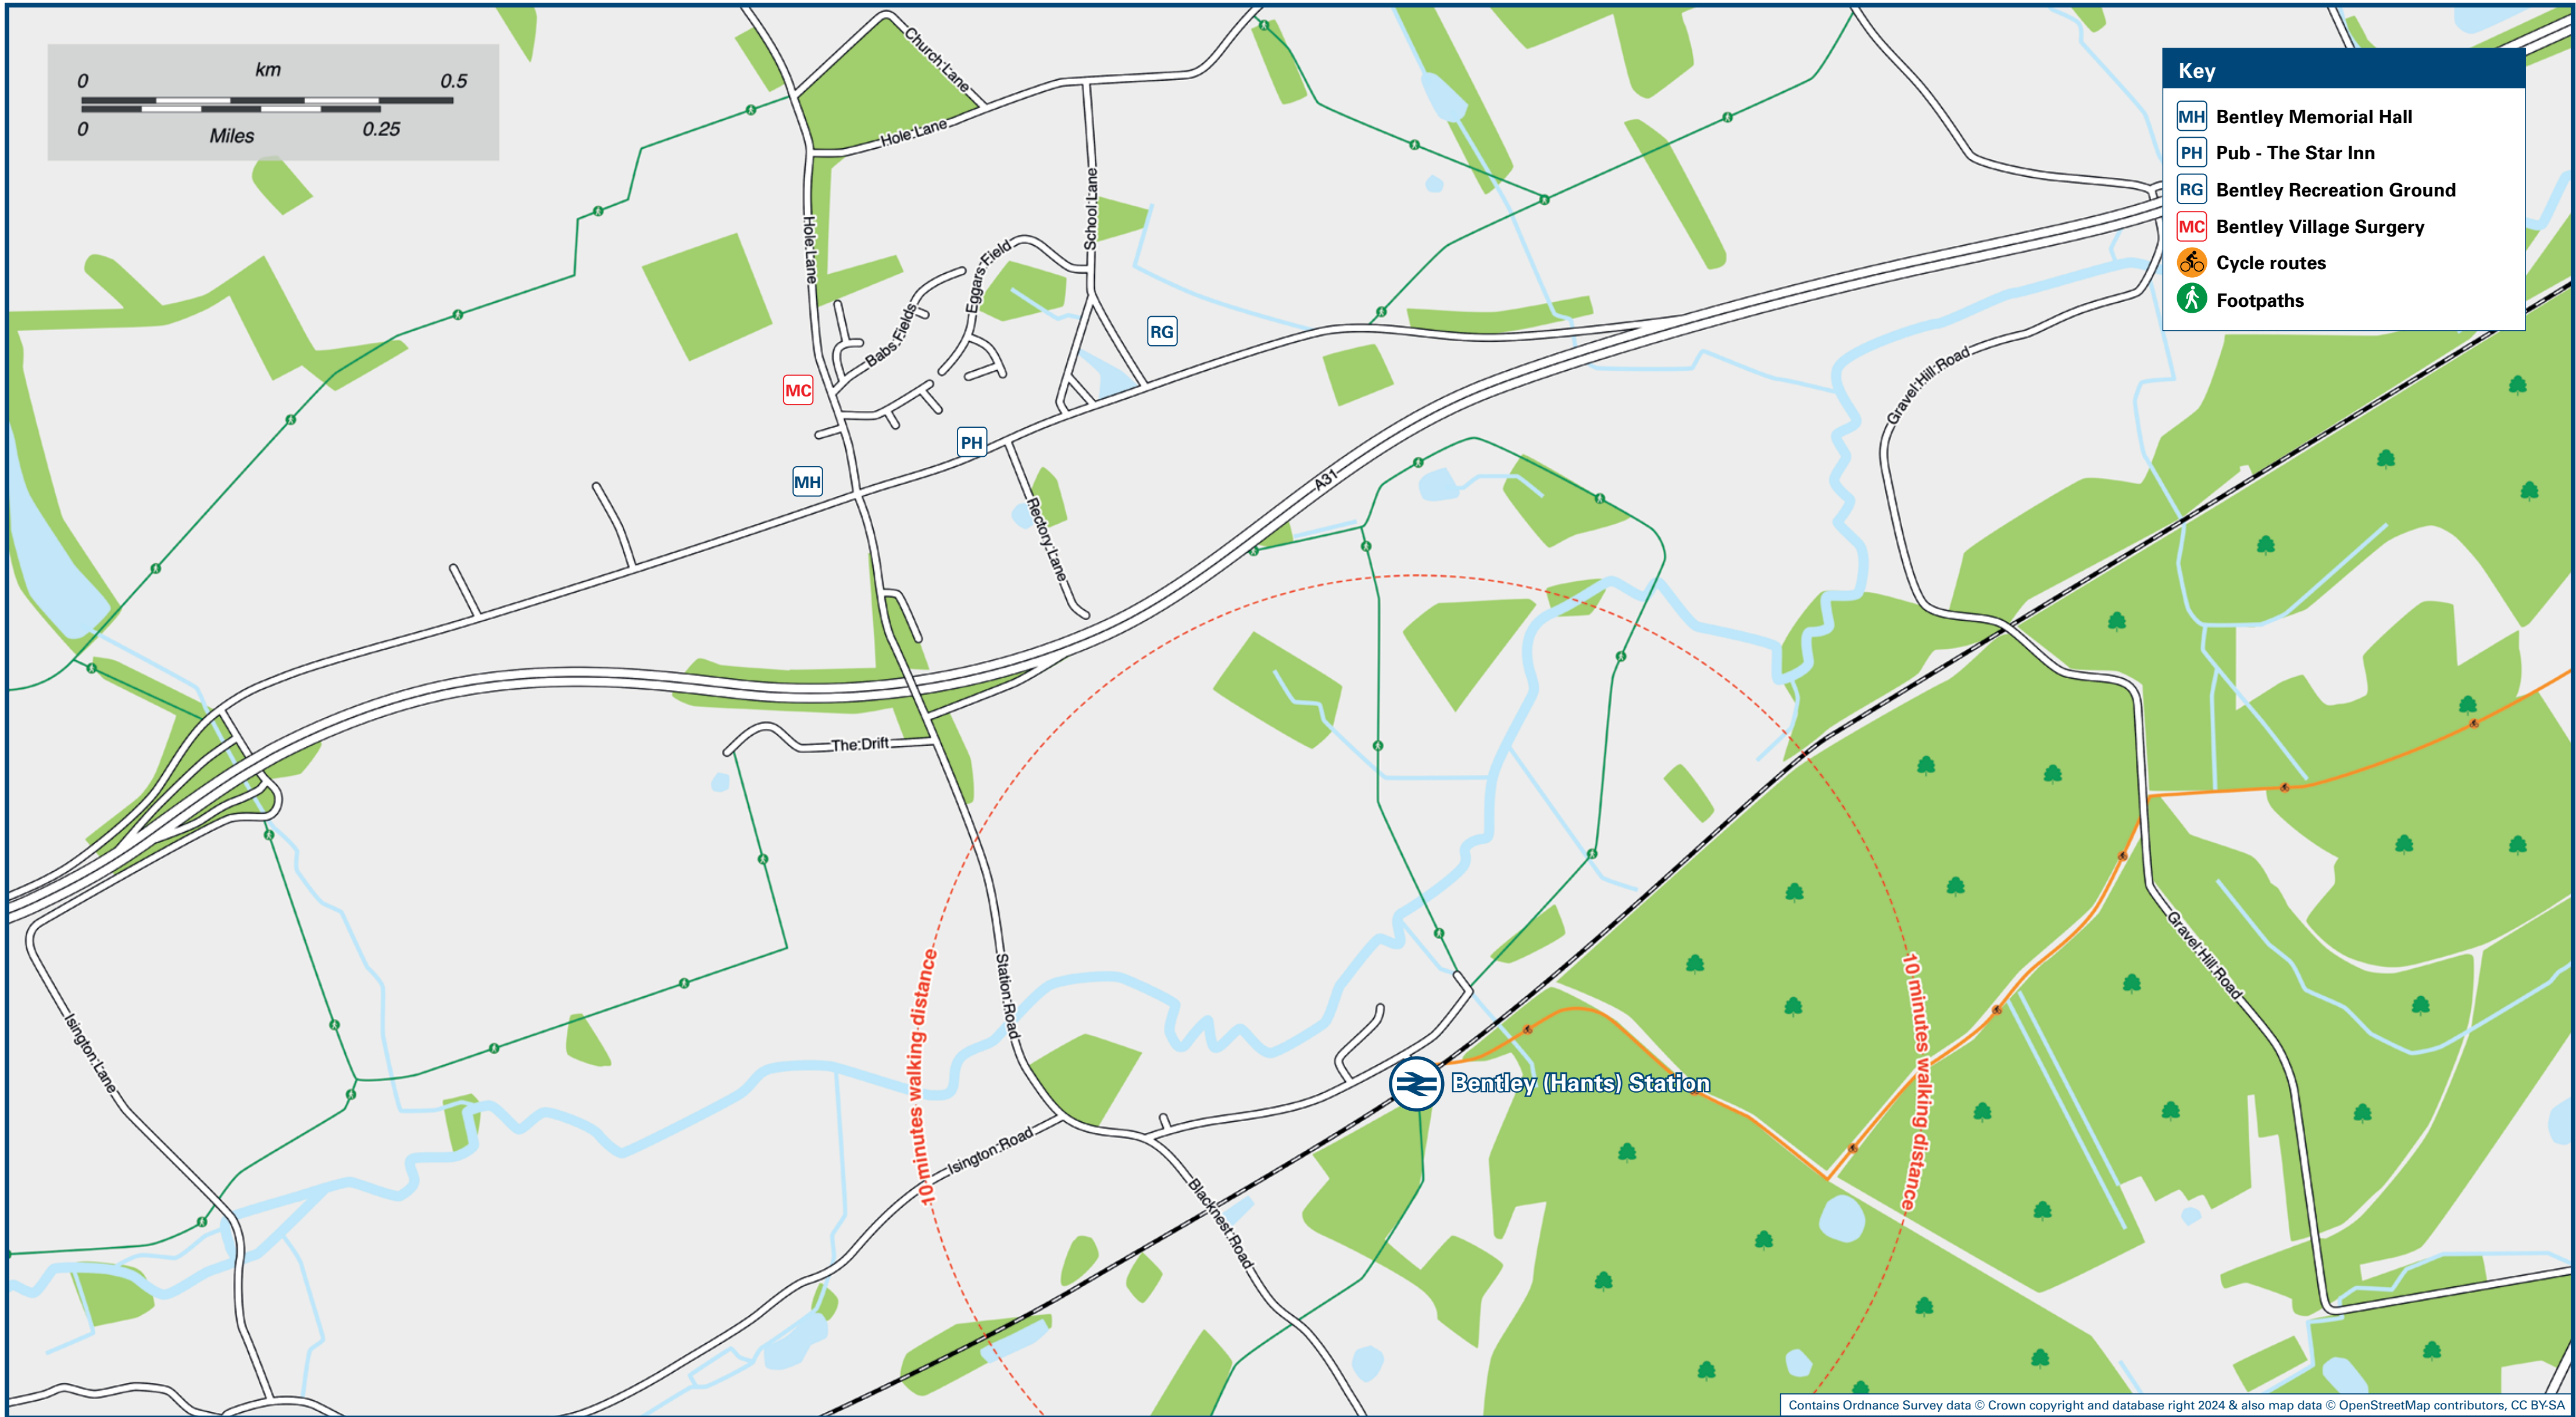 km
0 0.5
0 Miles 0.25
Key
MH Bentley Memorial Hall
PH Pub - The Star Inn
RG Bentley Recreation Ground
MC Bentley Village Surgery
Cycle routes
Footpaths
Church Lane
Hole Lane
Hole Lane
School Lane
Eggars Field
Babs Fields
RG
MC
PH
MH
Rectory Lane
A31
Gravel Hill Road
The Drift
Station Road
10 minutes walking distance
10 minutes walking distance
Gravel Hill Road
Isington Lane
Bentley (Hants) Station
Isington Road
Blacknest Road
Contains Ordnance Survey data © Crown copyright and database right 2024 & also map data © OpenStreetMap contributors, CC BY-SA